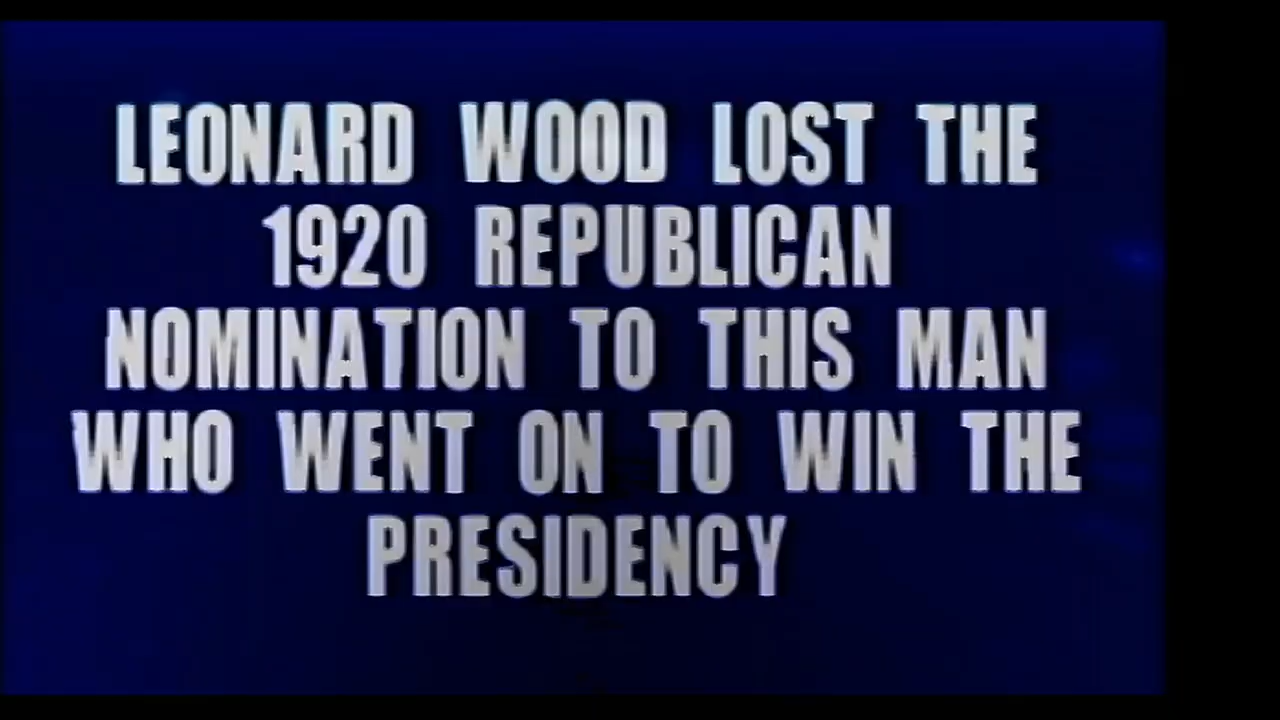 LEONARD WOOD LOST THE
1920 REPUBLICAN
NOMINATION TO THIS MAN
WHO WENT ON TO WIN THE
PRESIDENCY